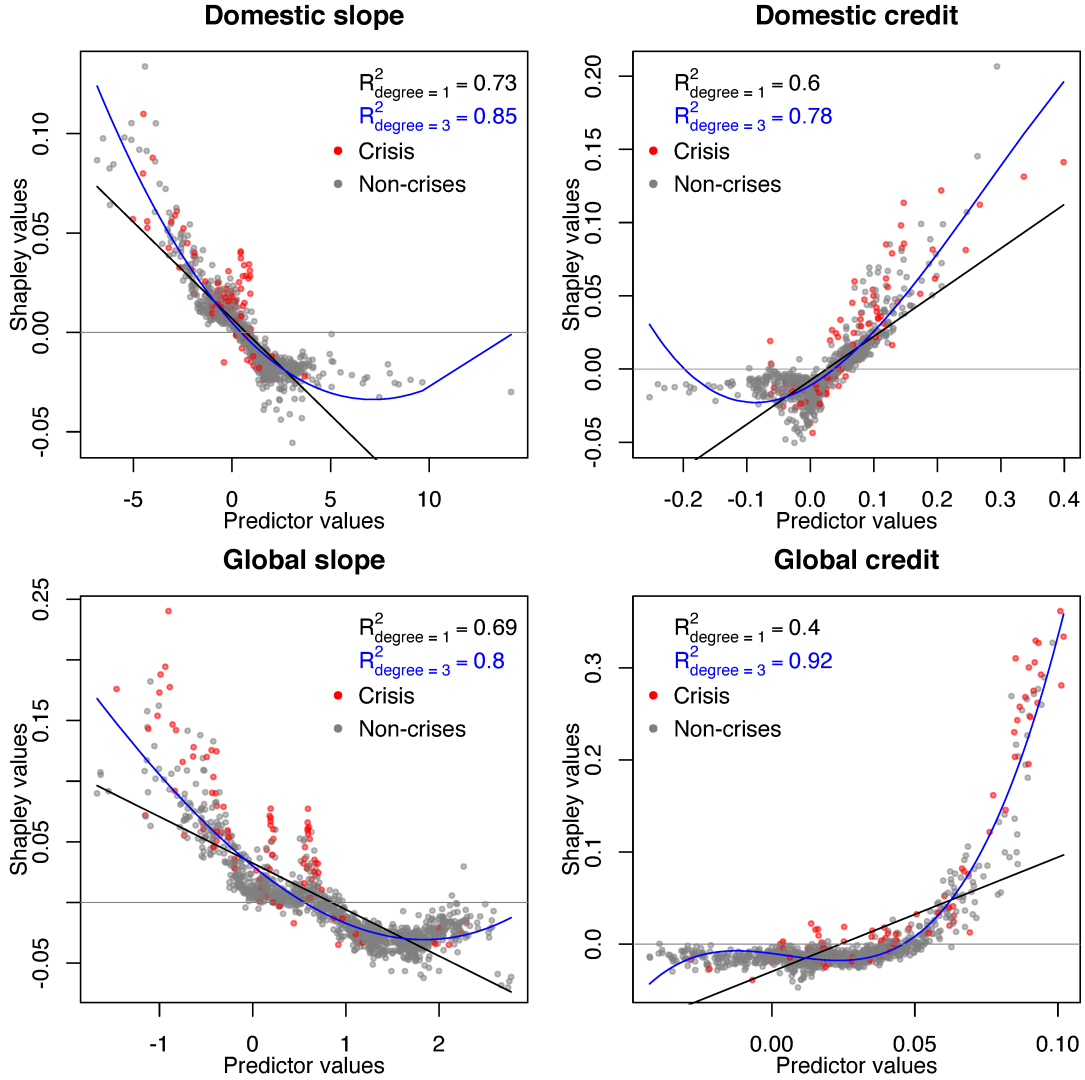 Domestic slope
R²degree = 1 = 0.73
R²degree = 3 = 0.85
Crisis
Non-crises
Shapley values
0.10
0.05
0.00
-0.05
-5 0 5 10
Predictor values
Domestic credit
R²degree = 1 = 0.6
R²degree = 3 = 0.78
Crisis
Non-crises
Shapley values
0.20
0.15
0.10
0.05
0.00
-0.05
-0.2 -0.1 0.0 0.1 0.2 0.3 0.4
Predictor values
Global slope
R²degree = 1 = 0.69
R²degree = 3 = 0.8
Crisis
Non-crises
Shapley values
0.25
0.15
0.05
-0.05
-1 0 1 2
Predictor values
Global credit
R²degree = 1 = 0.4
R²degree = 3 = 0.92
Crisis
Non-crises
Shapley values
0.3
0.2
0.1
0.0
0.00 0.05 0.10
Predictor values